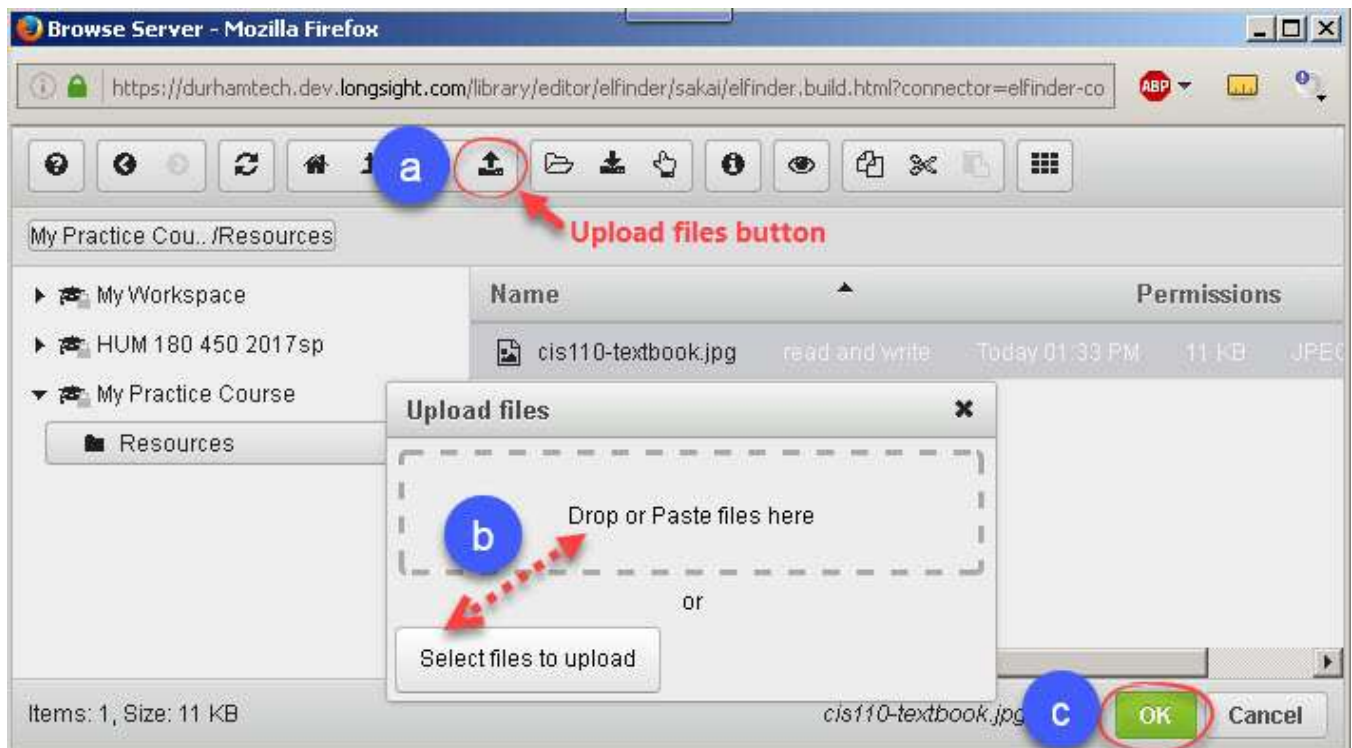 Browse Server - Mozilla Firefox
https://durhamtech.dev.longsight.com/library/editor/elfinder/sakai/elfinder.build.html?connector=elfinder-co
ABP
a
Upload files button
My Practice Cou.. /Resources
My Workspace
HUM 180 450 2017sp
My Practice Course
Resources
Name Permissions
cis110-textbook.jpg read and write Today 01:33 PM 11 KB JPEG
Upload files
Drop or Paste files here
b
or
Select files to upload
Items: 1, Size: 11 KB
cis110-textbook.jpg
c
OK Cancel